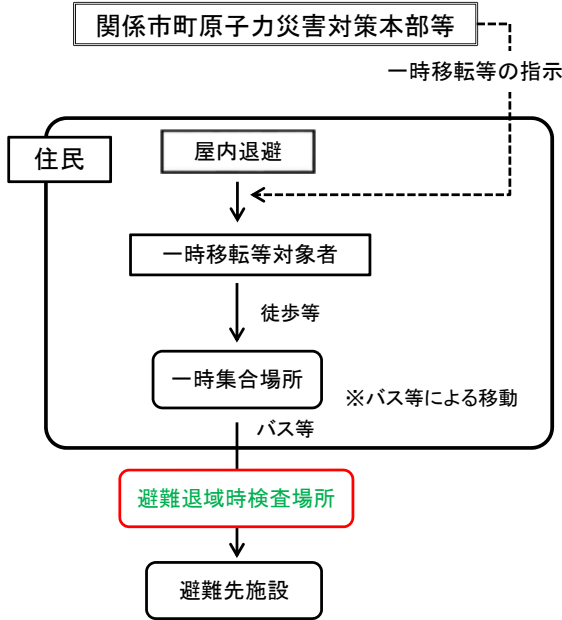 関係市町原子力災害対策本部等
一時移転等の指示
住民
屋内退避
一時移転等対象者
徒歩等
一時集合場所
※バス等による移動
バス等
避難退域時検査場所
避難先施設